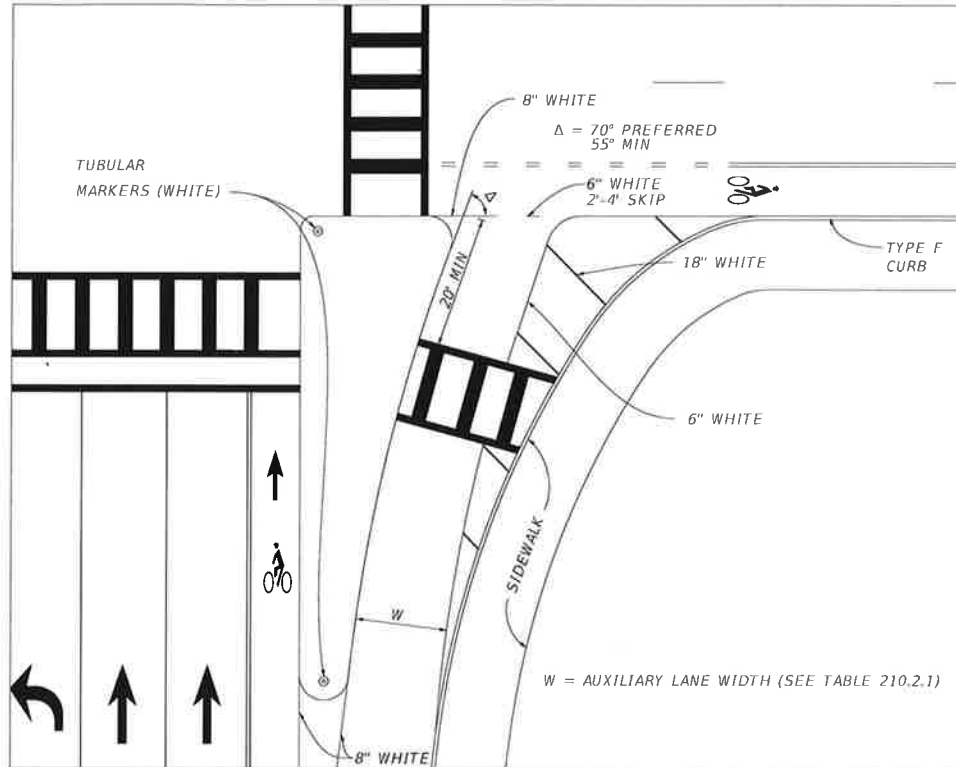 8" WHITE
Δ = 70° PREFERRED
55° MIN
TUBULAR
MARKERS (WHITE)
6" WHITE
2'-4' SKIP
Δ
TYPE F
CURB
18" WHITE
20' MIN
6" WHITE
SIDEWALK
W
W = AUXILIARY LANE WIDTH (SEE TABLE 210.2.1)
8" WHITE